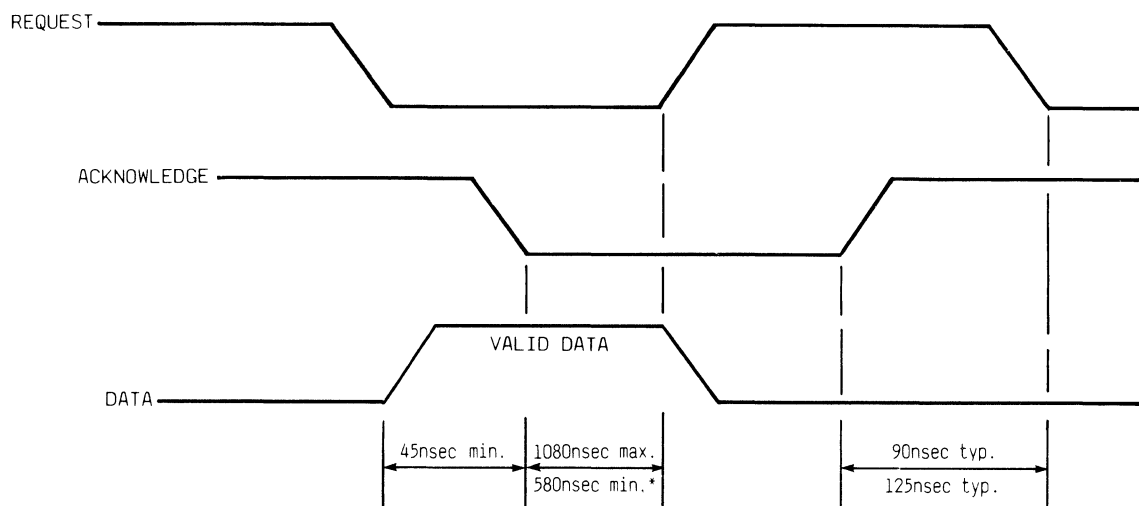 REQUEST
ACKNOWLEDGE
VALID DATA
DATA
45nsec min.
1080nsec max.
90nsec typ.
580nsec min.*
125nsec typ.